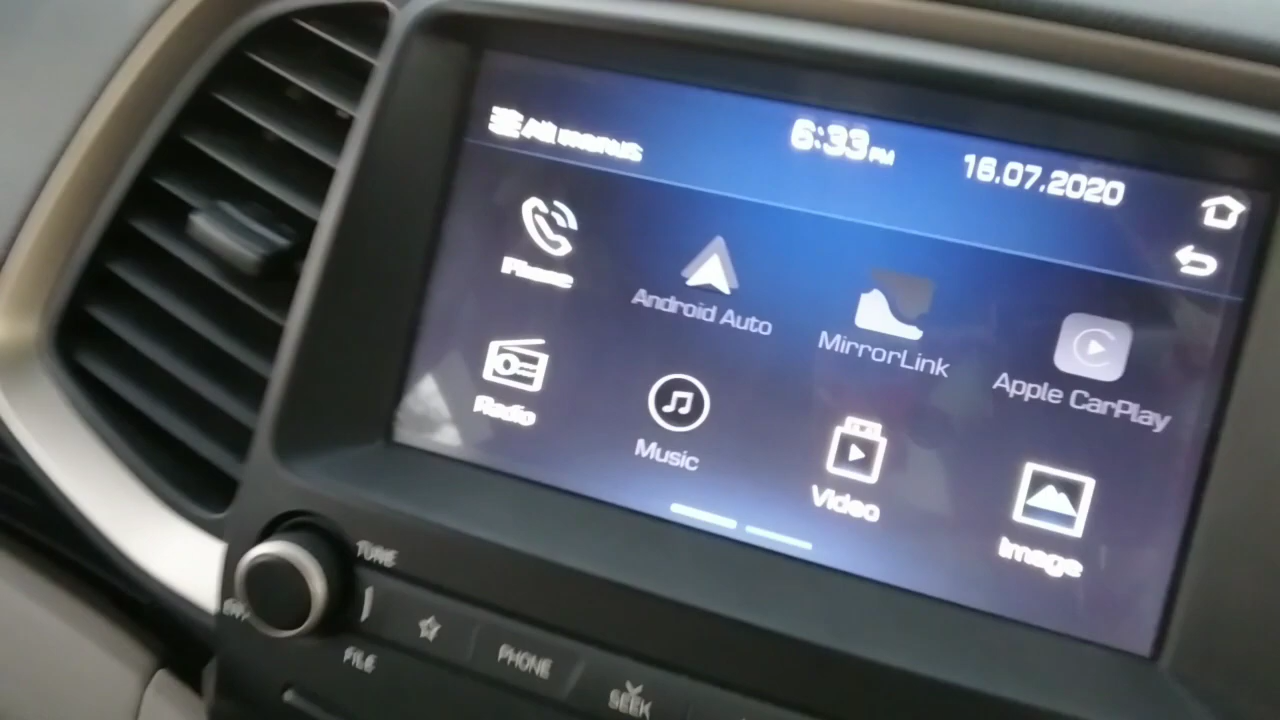 All menus
6:33 PM
16.07.2020
Phone
Android Auto
MirrorLink
Apple CarPlay
Radio
Music
Video
Image
TUNE
FILE
PHONE
SEEK